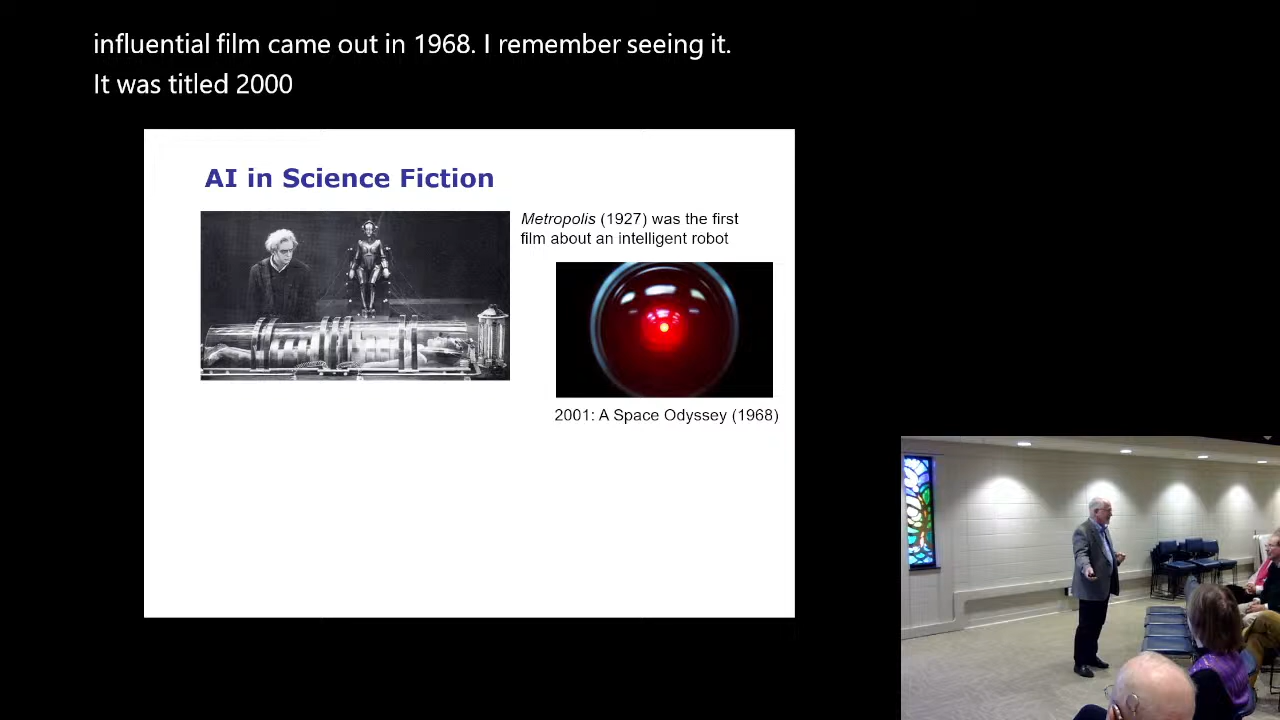 influential film came out in 1968. I remember seeing it.
It was titled 2000
AI in Science Fiction
Metropolis (1927) was the first
film about an intelligent robot
2001: A Space Odyssey (1968)